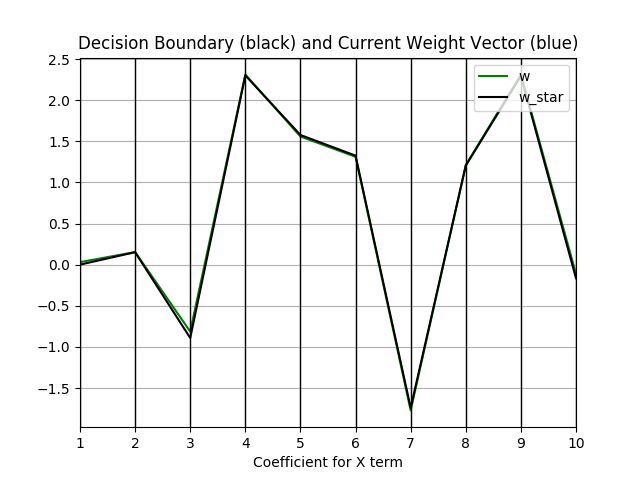 Decision Boundary (black) and Current Weight Vector (blue)
2.5
2.0
1.5
1.0
0.5
0.0
−0.5
−1.0
−1.5
w
w_star
1 2 3 4 5 6 7 8 9 10
Coefficient for X term